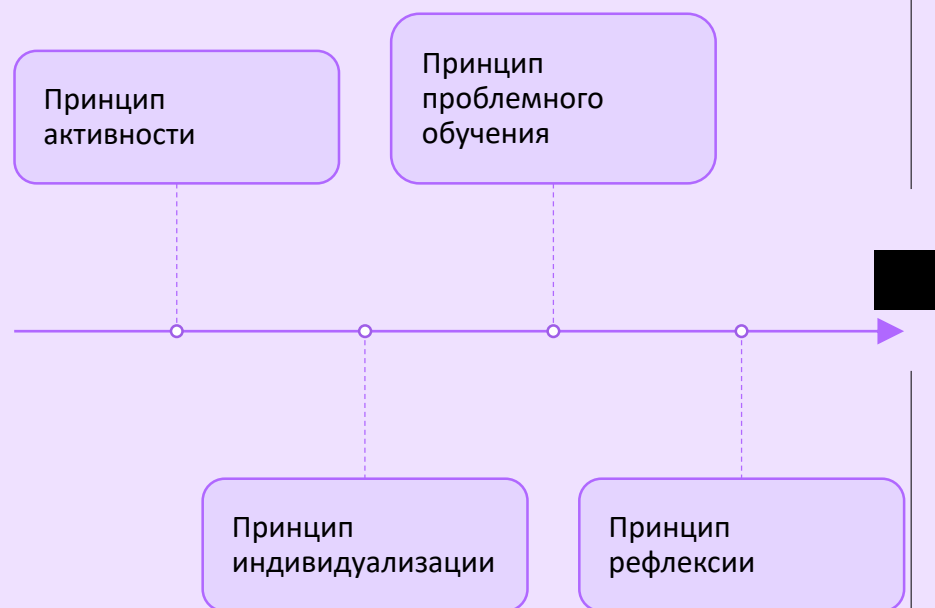 Принцип
активности
Принцип
проблемного
обучения
Принцип
индивидуализации
Принцип
рефлексии